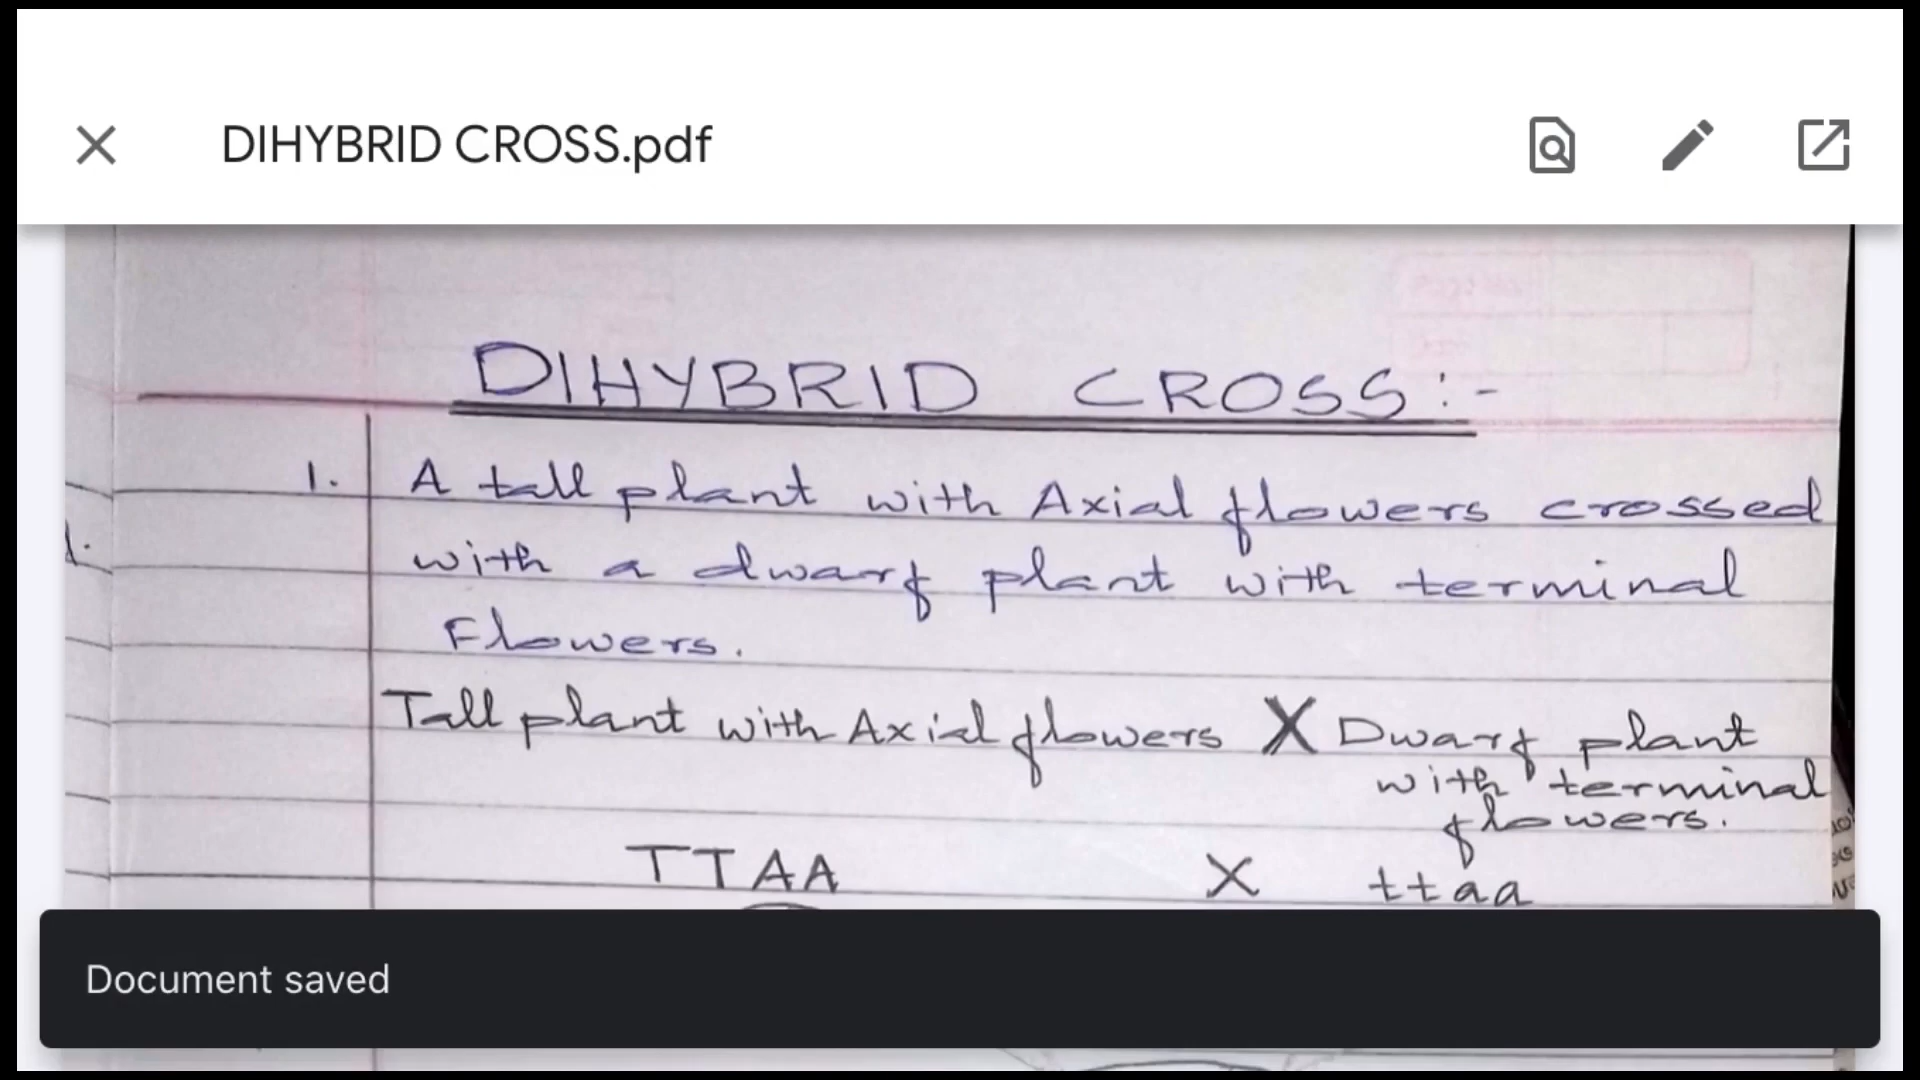 DIHYBRID CROSS.pdf
DIHYBRID CROSS:-
1. A tall plant with Axial flowers crossed
with a dwarf plant with terminal
Flowers.
Tall plant with Axial flowers X Dwarf plant
with terminal
flowers.
TTAA X ttaa
Document saved